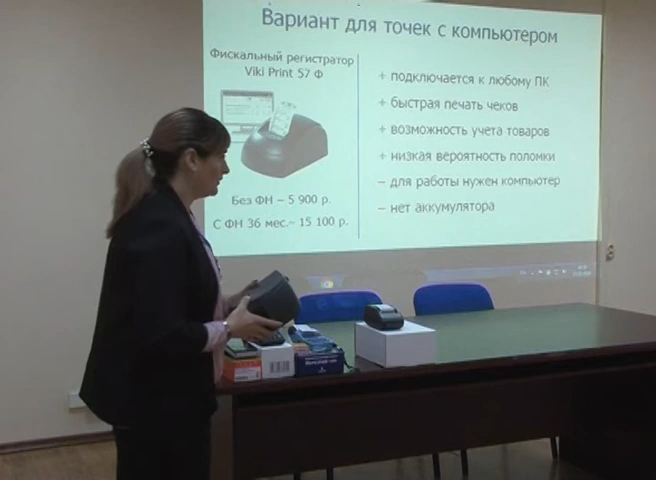 Вариант для точек с компьютером
Фискальный регистратор
Viki Print 57 Ф
Без ФН – 5 900 р.
С ФН 36 мес.– 15 100 р.
+ подключается к любому ПК
+ быстрая печать чеков
+ возможность учета товаров
+ низкая вероятность поломки
– для работы нужен компьютер
– нет аккумулятора